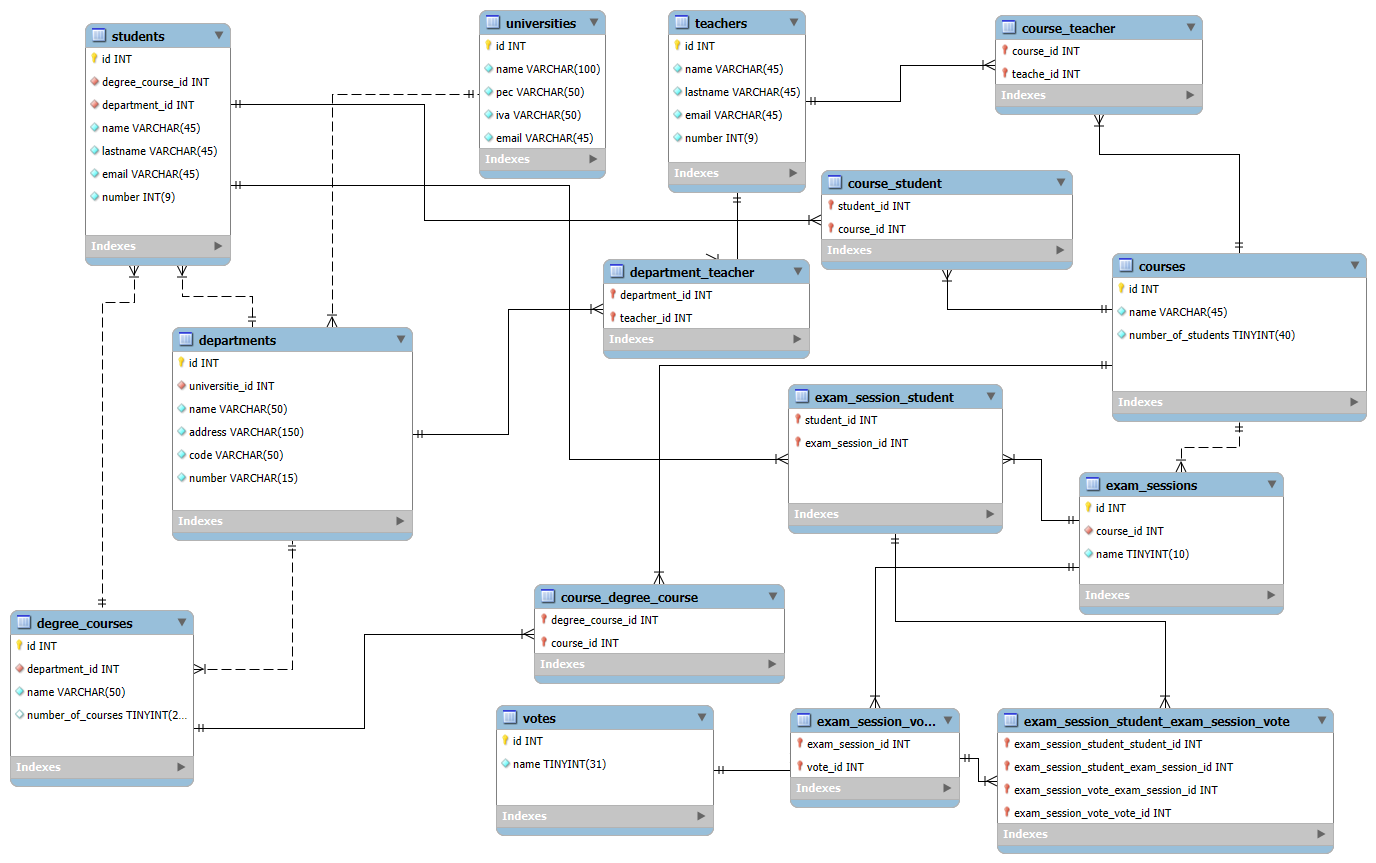 students
id INT
degree_course_id INT
department_id INT
name VARCHAR(45)
lastname VARCHAR(45)
email VARCHAR(45)
number INT(9)
Indexes
universities
id INT
name VARCHAR(100)
pec VARCHAR(50)
iva VARCHAR(50)
email VARCHAR(45)
Indexes
teachers
id INT
name VARCHAR(45)
lastname VARCHAR(45)
email VARCHAR(45)
number INT(9)
Indexes
course_teacher
course_id INT
teache_id INT
Indexes
course_student
student_id INT
course_id INT
Indexes
department_teacher
department_id INT
teacher_id INT
Indexes
courses
id INT
name VARCHAR(45)
number_of_students TINYINT(40)
Indexes
departments
id INT
universitie_id INT
name VARCHAR(50)
address VARCHAR(150)
code VARCHAR(50)
number VARCHAR(15)
Indexes
exam_session_student
student_id INT
exam_session_id INT
Indexes
exam_sessions
id INT
course_id INT
name TINYINT(10)
Indexes
degree_courses
id INT
department_id INT
name VARCHAR(50)
number_of_courses TINYINT(2...
Indexes
course_degree_course
degree_course_id INT
course_id INT
Indexes
votes
id INT
name TINYINT(31)
Indexes
exam_session_vo...
exam_session_id INT
vote_id INT
Indexes
exam_session_student_exam_session_vote
exam_session_student_student_id INT
exam_session_student_exam_session_id INT
exam_session_vote_exam_session_id INT
exam_session_vote_vote_id INT
Indexes